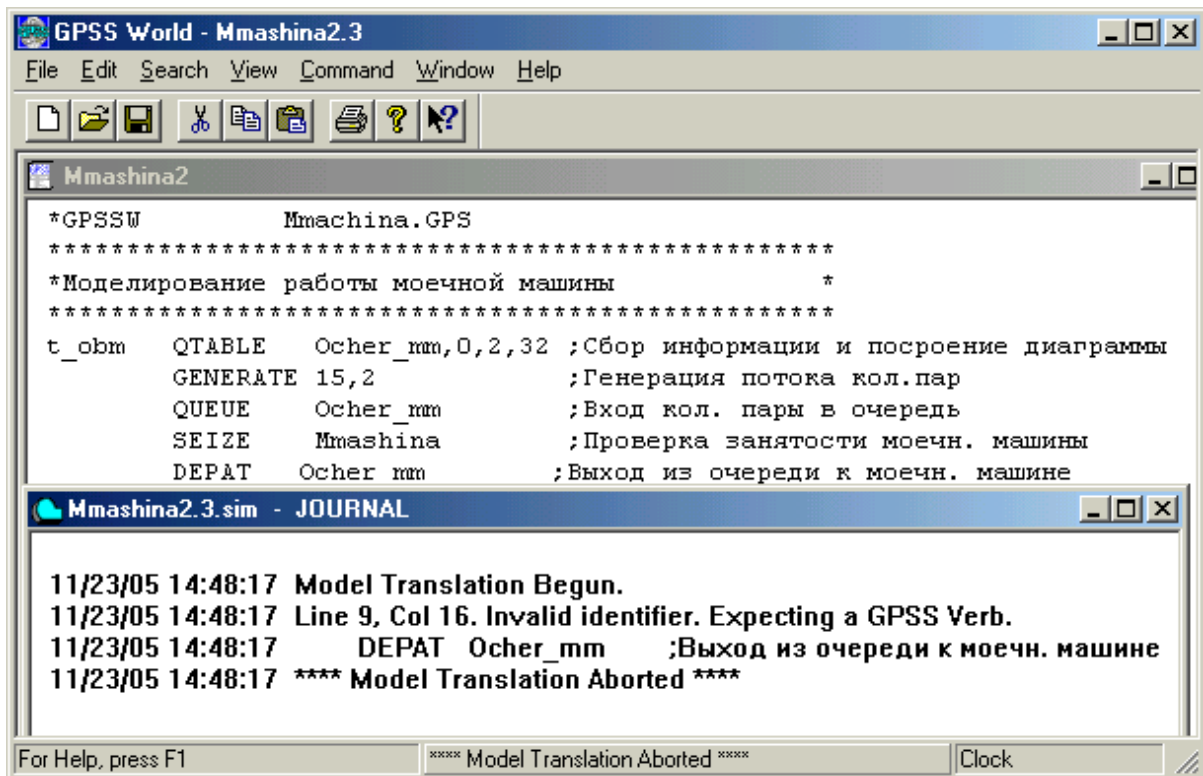 GPSS World - Mmashina2.3
File Edit Search View Command Window Help
Mmashina2
*GPSSW Mmachina.GPS
***************************************************
*Моделирование работы моечной машины *
***************************************************
t_obm QTABLE Ocher_mm,0,2,32 ;Сбор информации и посроение диаграммы
GENERATE 15,2 ;Генерация потока кол.пар
QUEUE Ocher_mm ;Вход кол. пары в очередь
SEIZE Mmashina ;Проверка занятости моечн. машины
DEPAT Ocher_mm ;Выход из очереди к моечн. машине
Mmashina2.3.sim - JOURNAL
11/23/05 14:48:17 Model Translation Begun.
11/23/05 14:48:17 Line 9, Col 16. Invalid identifier. Expecting a GPSS Verb.
11/23/05 14:48:17 DEPAT Ocher_mm ;Выход из очереди к моечн. машине
11/23/05 14:48:17 **** Model Translation Aborted ****
For Help, press F1 **** Model Translation Aborted **** Clock